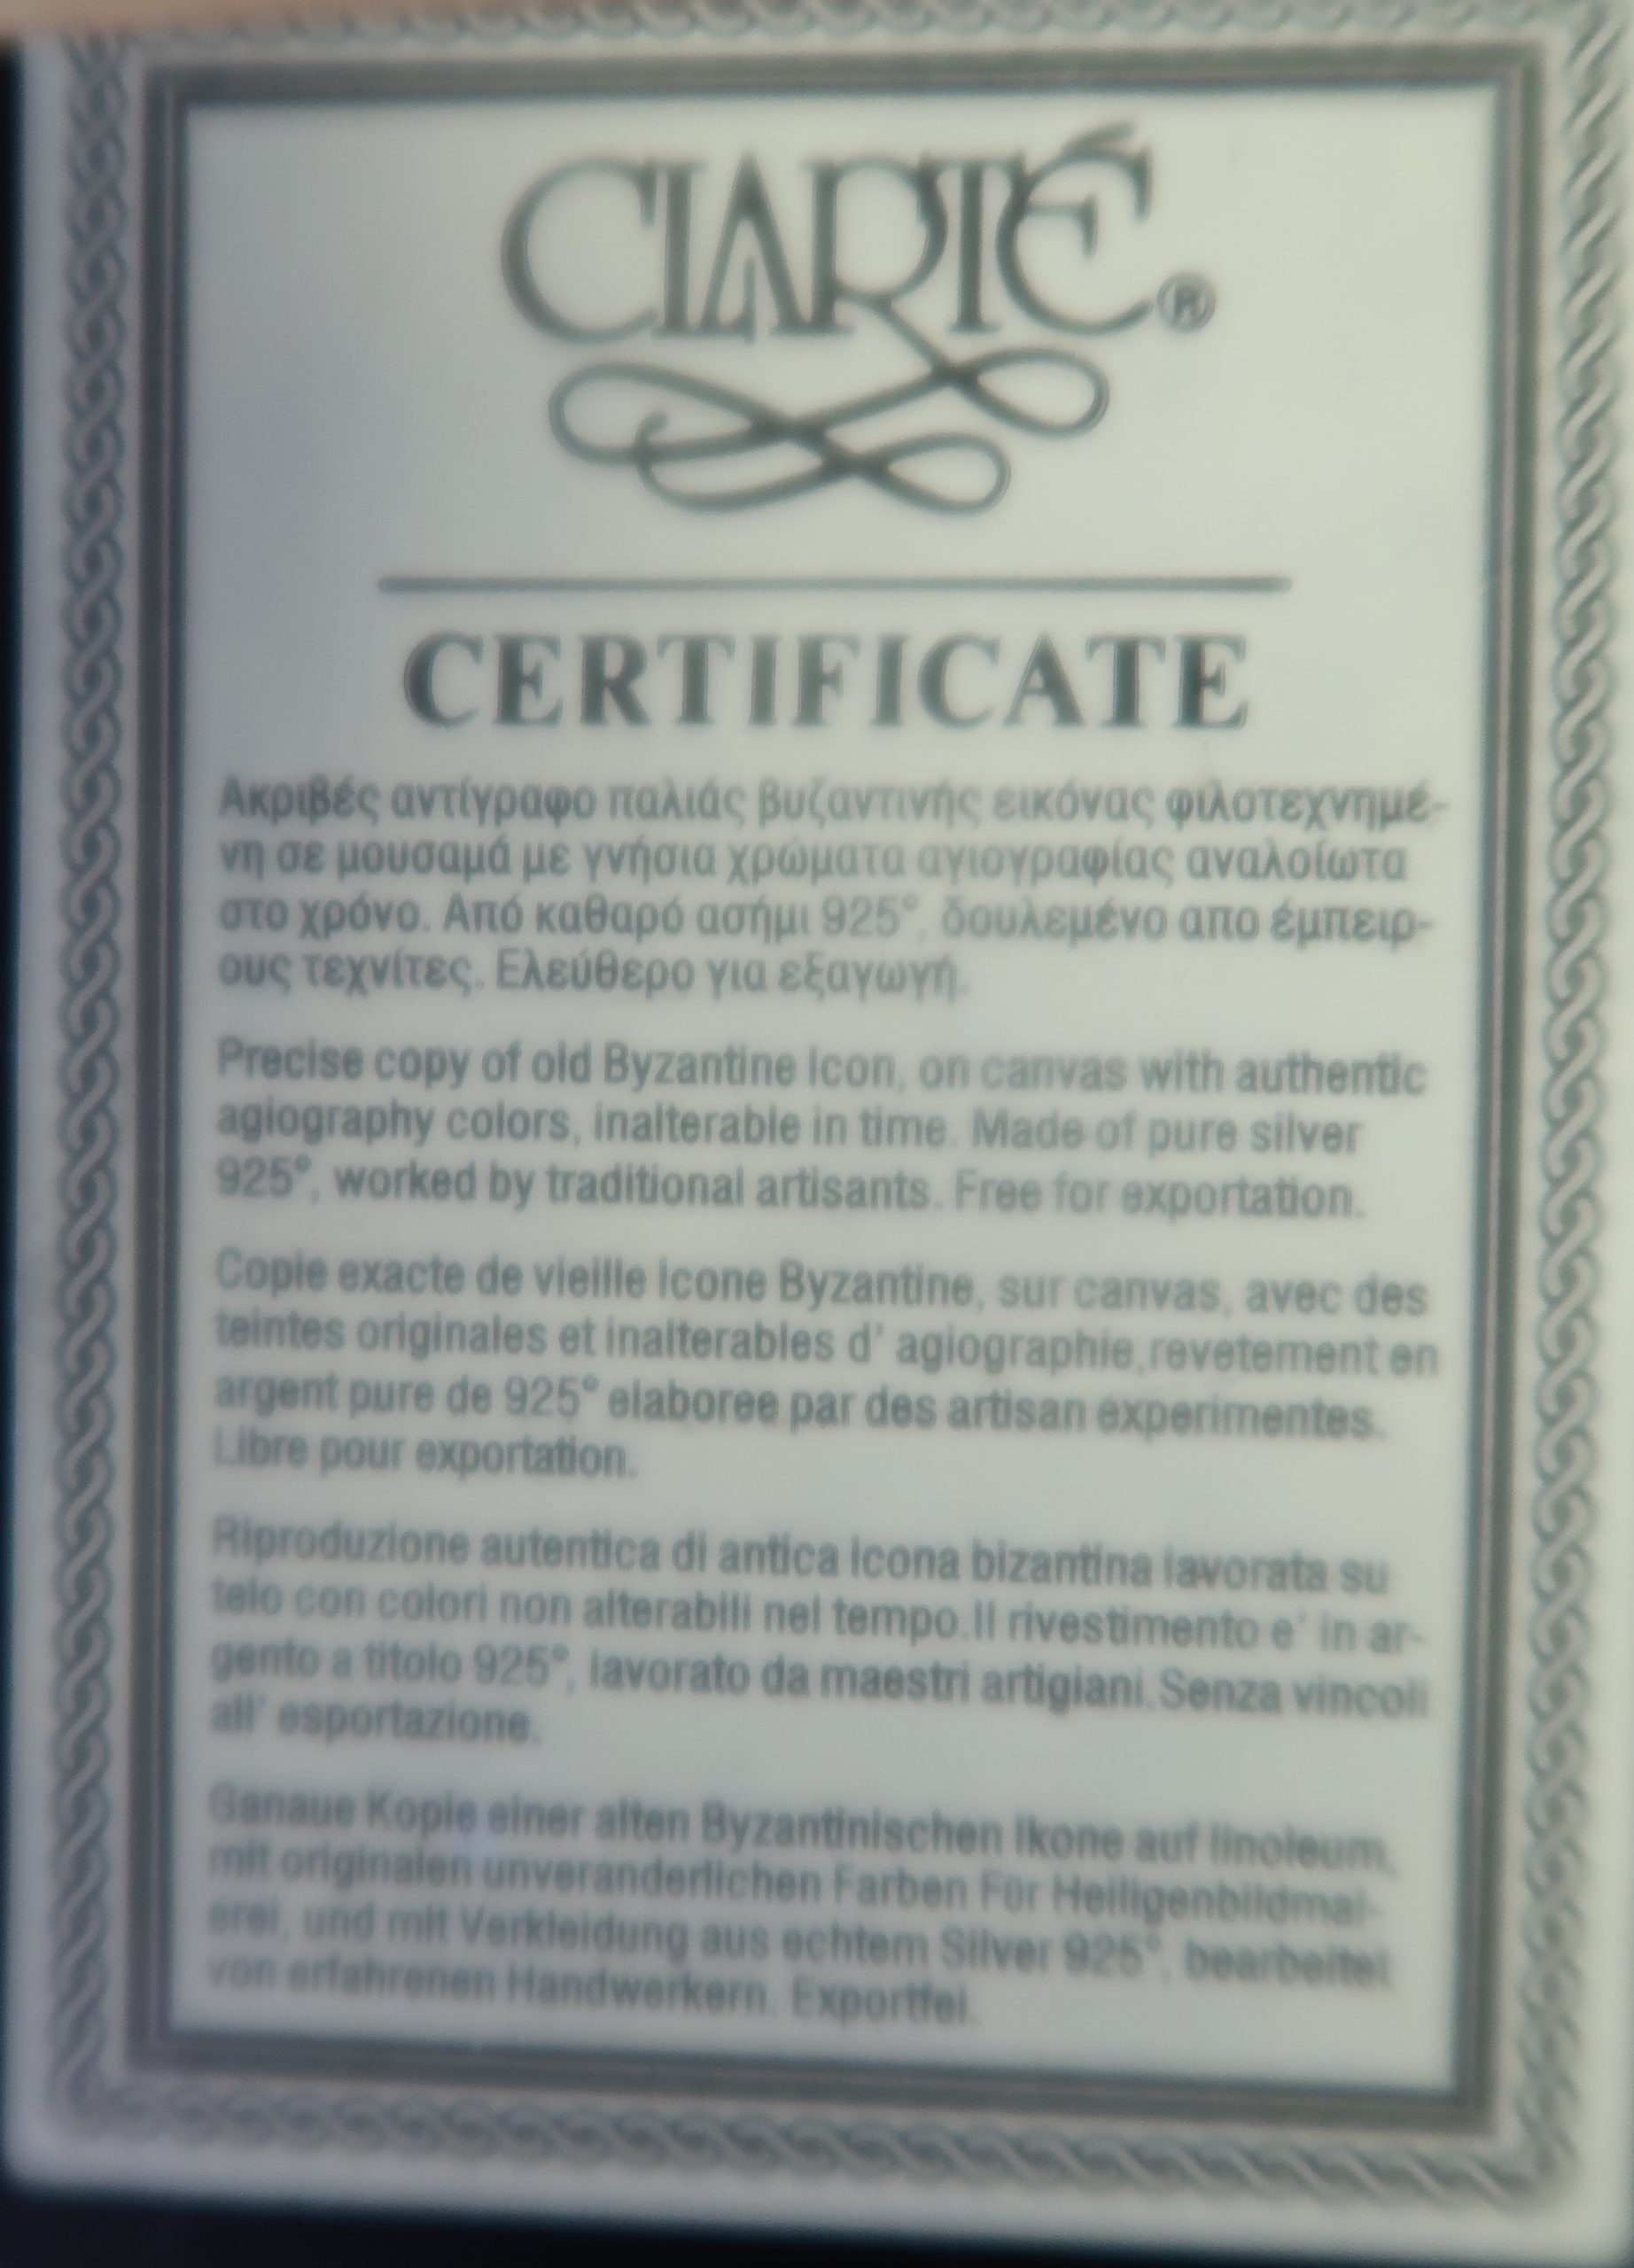 CLARTÉ®
CERTIFICATE
Ακριβές αντίγραφο παλιάς βυζαντινής εικόνας φιλοτεχνημέ-
νη σε μουσαμά με γνήσια χρώματα αγιογραφίας αναλοίωτα
στο χρόνο. Από καθαρό ασήμι 925°, δουλεμένο απο έμπειρ-
ους τεχνίτες. Ελεύθερο για εξαγωγή.
Precise copy of old Byzantine Icon, on canvas with authentic
agiography colors, inalterable in time. Made of pure silver
925°, worked by traditional artisants. Free for exportation.
Copie exacte de vieille Icone Byzantine, sur canvas, avec des
teintes originales et inalterables d' agiographie,revetement en
argent pure de 925° elaboree par des artisan experimentes.
Libre pour exportation.
Riproduzione autentica di antica icona bizantina lavorata su
telo con colori non alterabili nel tempo.Il rivestimento e' in ar-
gento a titolo 925°, lavorato da maestri artigiani.Senza vincoli
all' esportazione.
Ganaue Kopie einer alten Byzantinischen Ikone auf linoleum,
mit originalen unveranderlichen Farben Für Heiligenbildmal-
erei, und mit Verkleidung aus echtem Silver 925°, bearbeitet
von erfahrenen Handwerkern. Exportfei.